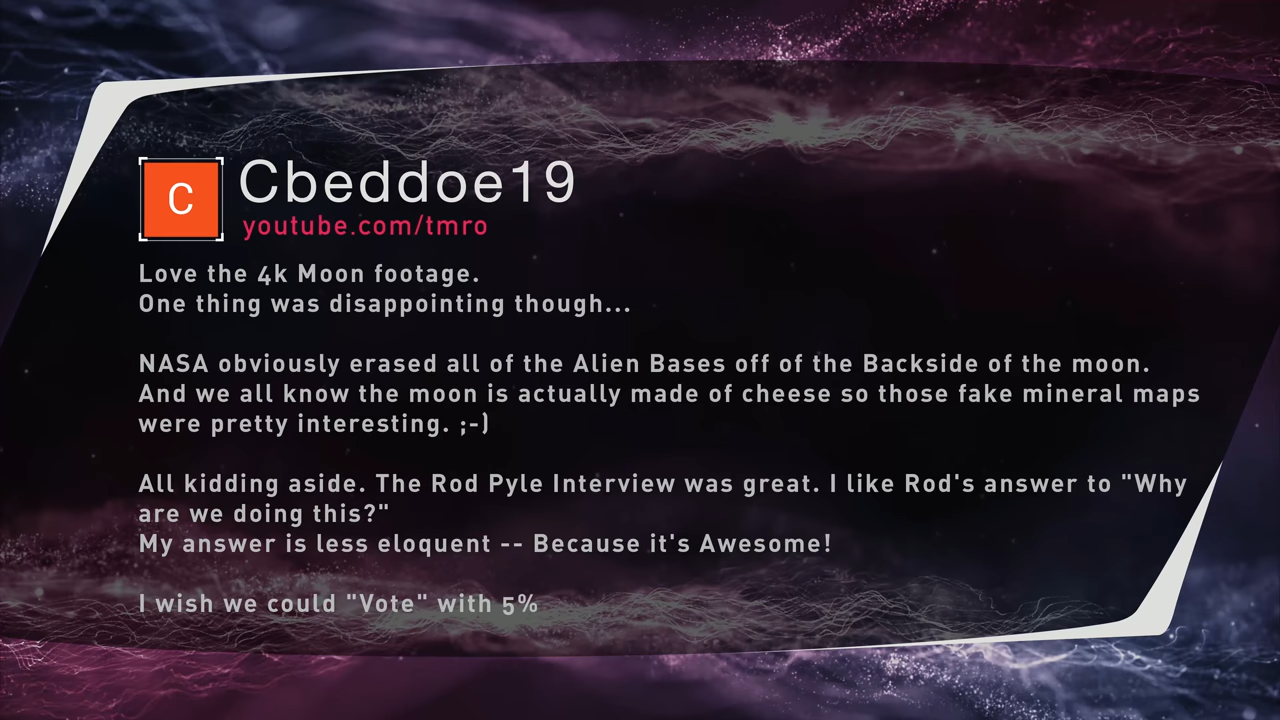 C
Cbeddoe19
youtube.com/tmro
Love the 4k Moon footage.
One thing was disappointing though...
NASA obviously erased all of the Alien Bases off of the Backside of the moon.
And we all know the moon is actually made of cheese so those fake mineral maps
were pretty interesting. ;-)
All kidding aside. The Rod Pyle Interview was great. I like Rod's answer to "Why
are we doing this?"
My answer is less eloquent -- Because it's Awesome!
I wish we could "Vote" with 5%